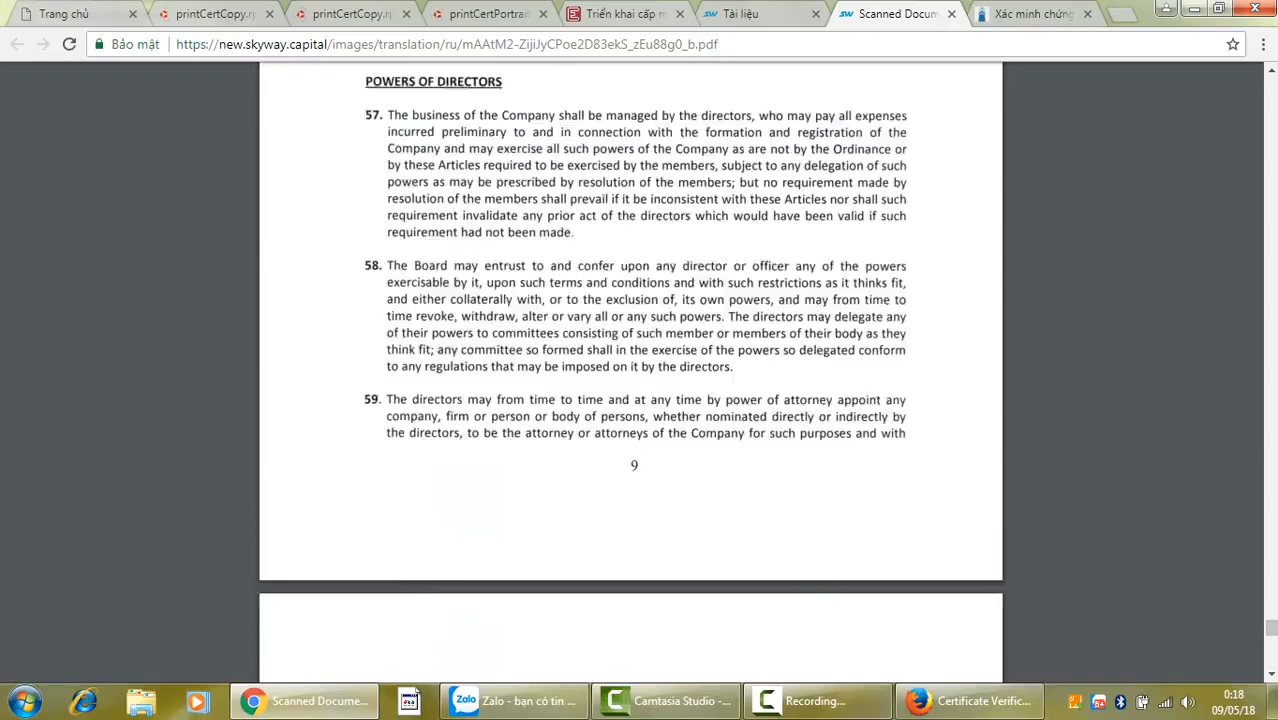 Trang chủ
printCertCopy.rp
printCertCopy.rp
printCertPortrain
Triển khai cấp m
Tài liệu
Scanned Docum
Xác minh chứng
Bảo mật
https://new.skyway.capital/images/translation/ru/mAAtM2-ZijiJyCPoe2D83ekS_zEu88g0_b.pdf
POWERS OF DIRECTORS
57. The business of the Company shall be managed by the directors, who may pay all expenses
incurred preliminary to and in connection with the formation and registration of the
Company and may exercise all such powers of the Company as are not by the Ordinance or
by these Articles required to be exercised by the members, subject to any delegation of such
powers as may be prescribed by resolution of the members; but no requirement made by
resolution of the members shall prevail if it be inconsistent with these Articles nor shall such
requirement invalidate any prior act of the directors which would have been valid if such
requirement had not been made.
58. The Board may entrust to and confer upon any director or officer any of the powers
exercisable by it, upon such terms and conditions and with such restrictions as it thinks fit,
and either collaterally with, or to the exclusion of, its own powers, and may from time to
time revoke, withdraw, alter or vary all or any such powers. The directors may delegate any
of their powers to committees consisting of such member or members of their body as they
think fit; any committee so formed shall in the exercise of the powers so delegated conform
to any regulations that may be imposed on it by the directors.
59. The directors may from time to time and at any time by power of attorney appoint any
company, firm or person or body of persons, whether nominated directly or indirectly by
the directors, to be the attorney or attorneys of the Company for such purposes and with
9
Scanned Docume...
Zalo
Zalo - bạn có tin ...
Camtasia Studio -...
Recording...
Certificate Verific...
0:18
09/05/18